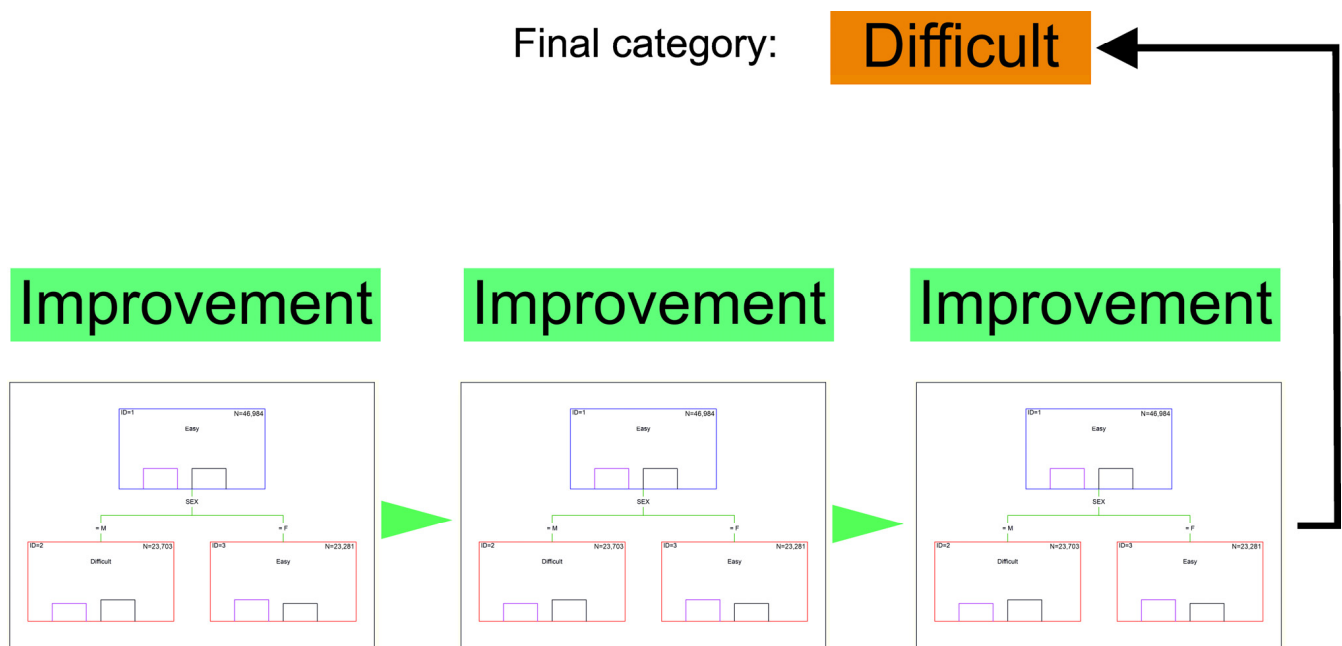 Final category: Difficult
Improvement Improvement Improvement
ID=1 N=46,984 ID=1 N=46,984 ID=1 N=46,984
Easy Easy Easy
SEX SEX SEX
= M = F = M = F = M = F
ID=2 N=23,703 ID=3 N=23,281 ID=2 N=23,703 ID=3 N=23,281 ID=2 N=23,703 ID=3 N=23,281
Difficult Easy Difficult Easy Difficult Easy